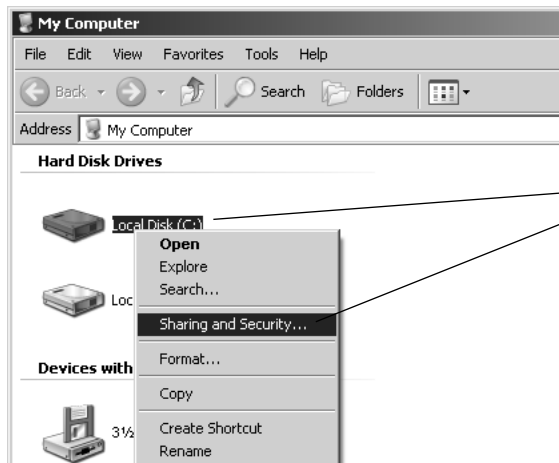 My Computer
File Edit View Favorites Tools Help
Back Search Folders
Address My Computer
Hard Disk Drives
Local Disk (C:)
Open
Explore
Loc
Search...
Sharing and Security...
Format...
Devices with
Copy
3½
Create Shortcut
Rename